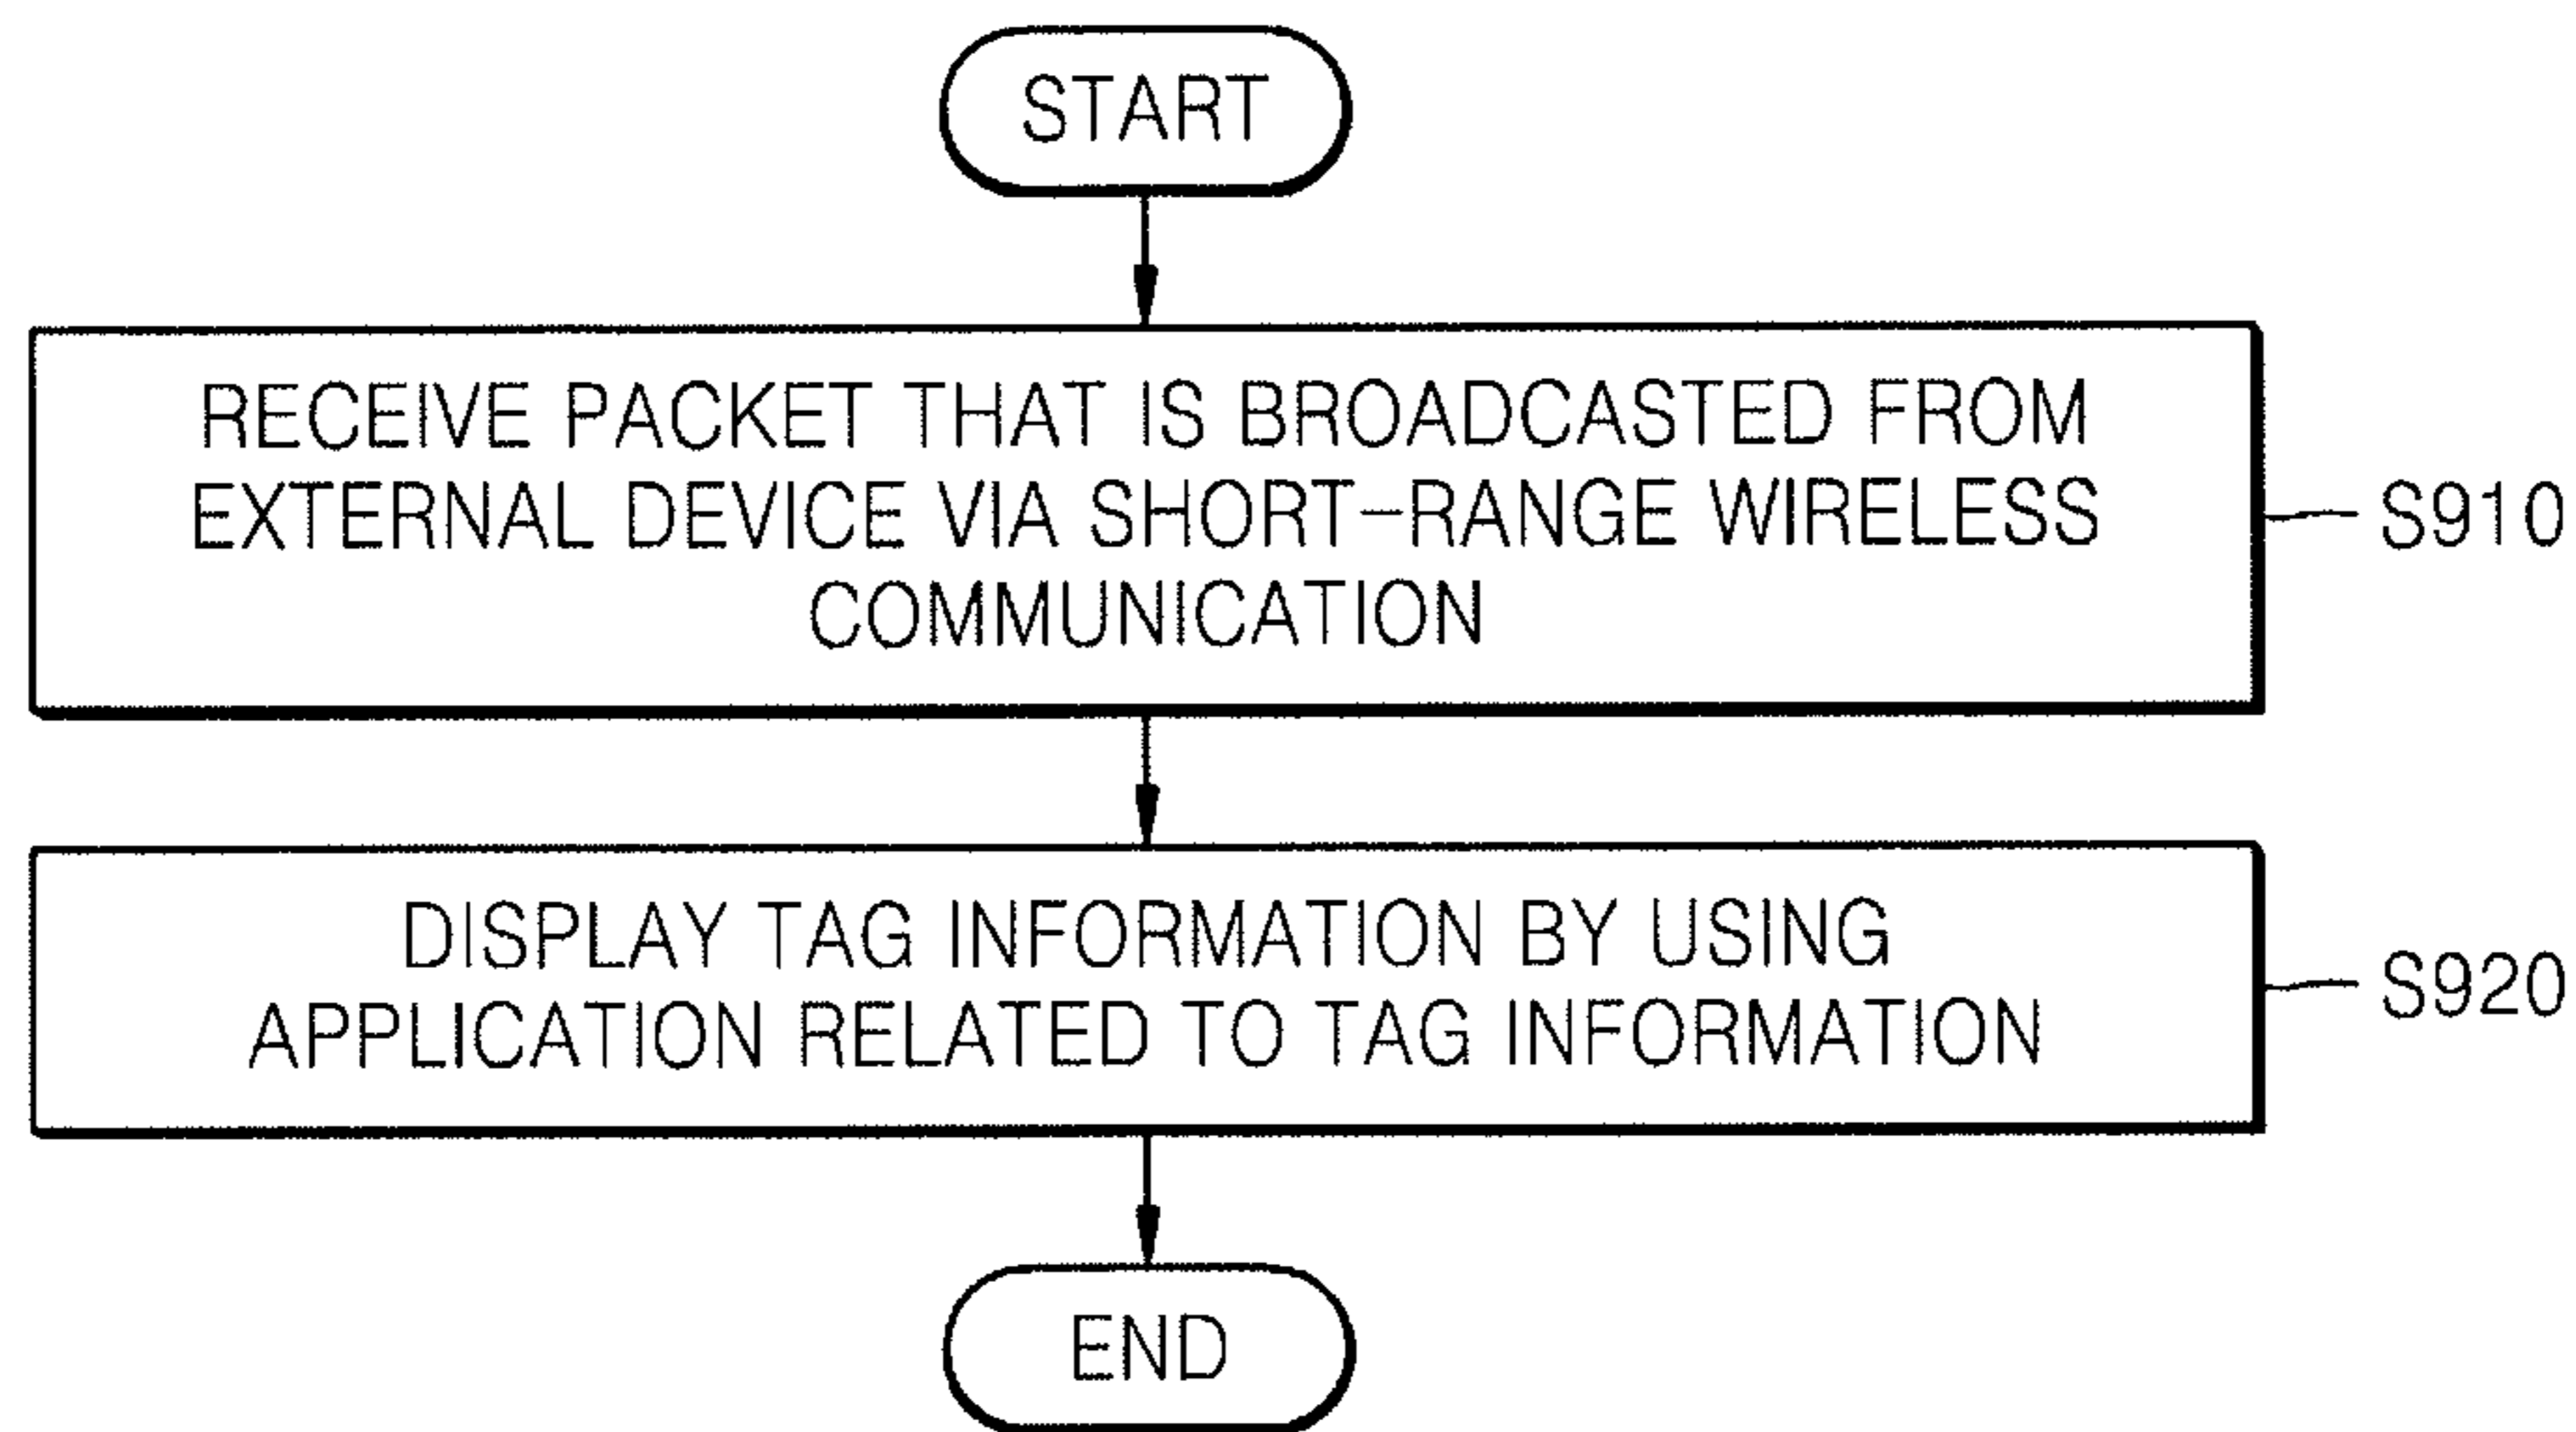 START
RECEIVE PACKET THAT IS BROADCASTED FROM
EXTERNAL DEVICE VIA SHORT-RANGE WIRELESS
COMMUNICATION
S910
DISPLAY TAG INFORMATION BY USING
APPLICATION RELATED TO TAG INFORMATION
S920
END